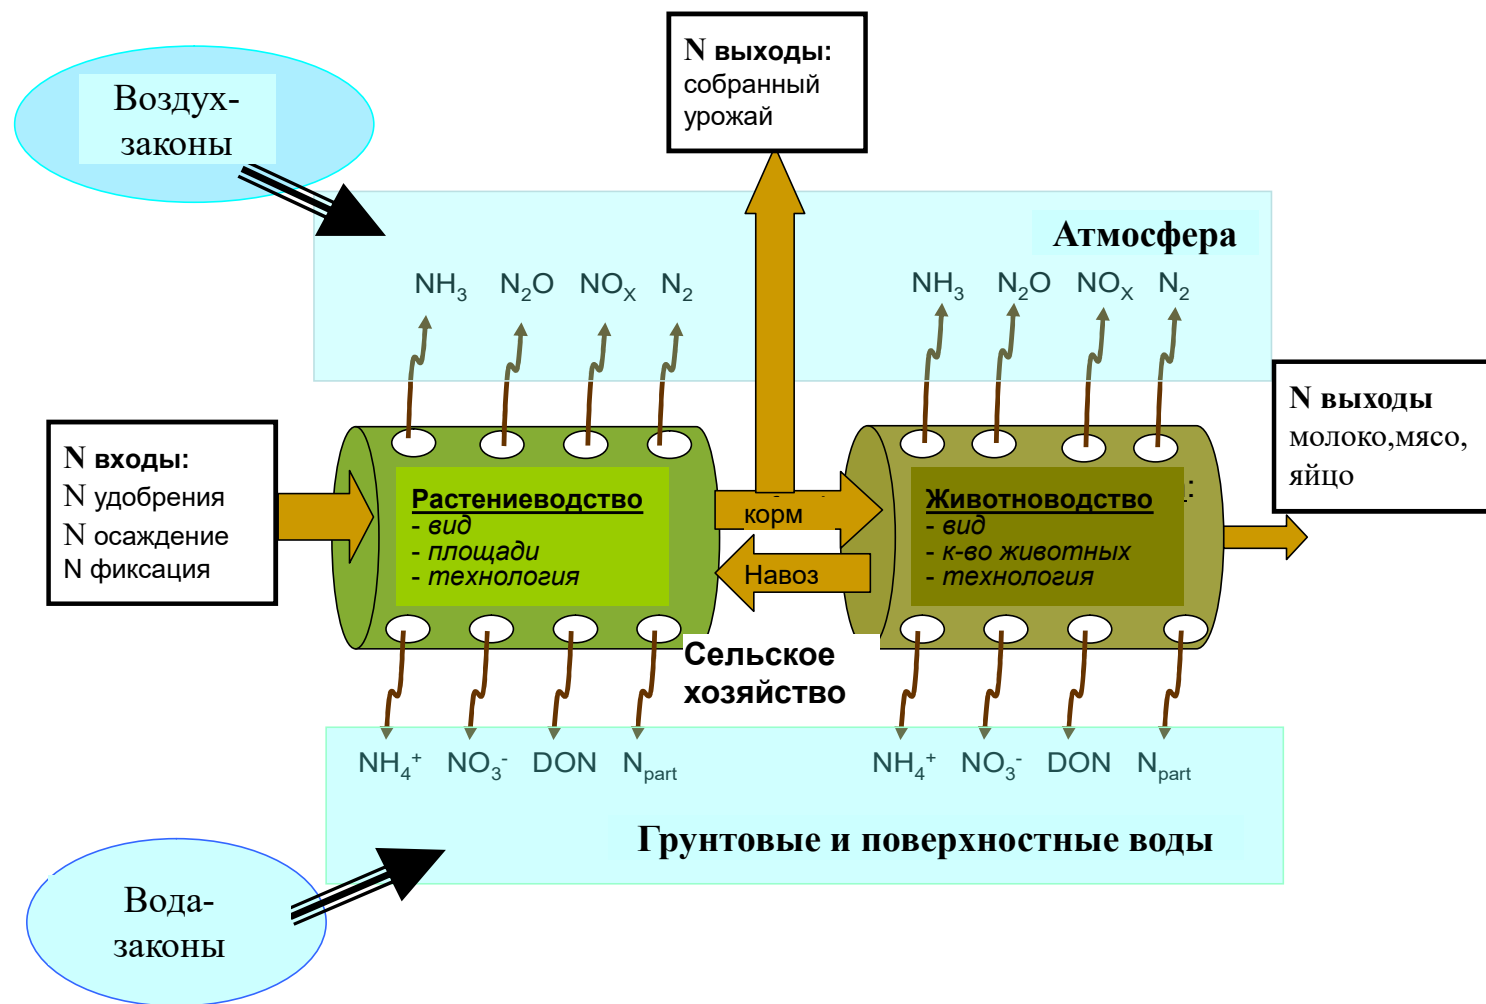 N выходы:
собранный
урожай
Воздух-
законы
Атмосфера
NH₃ N₂O NOₓ N₂
NH₃ N₂O NOₓ N₂
N входы:
N удобрения
N осаждение
N фиксация
Растениеводство
- вид
- площади
- технология
корм
Навоз
Животноводство
- вид
- к-во животных
- технология
N выходы
молоко,мясо,
яйцо
Сельское
хозяйство
NH₄⁺ NO₃⁻ DON Nₚₐᵣₜ
NH₄⁺ NO₃⁻ DON Nₚₐᵣₜ
Грунтовые и поверхностные воды
Вода-
законы